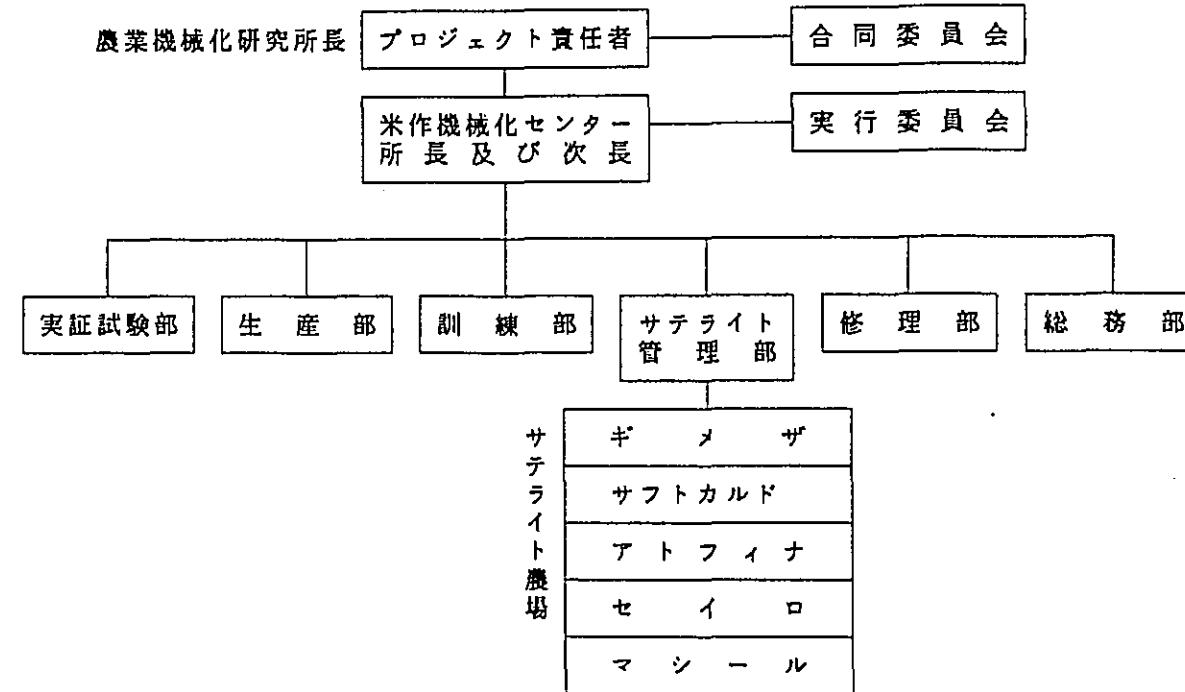 農業機械化研究所長
プロジェクト責任者
合同委員会
米作機械化センター
所長及び次長
実行委員会
実証試験部
生産部
訓練部
サテライト
管理部
修理部
総務部
サテライト農場
ギメザ
サフトカルド
アトフィナ
セイロ
マシール